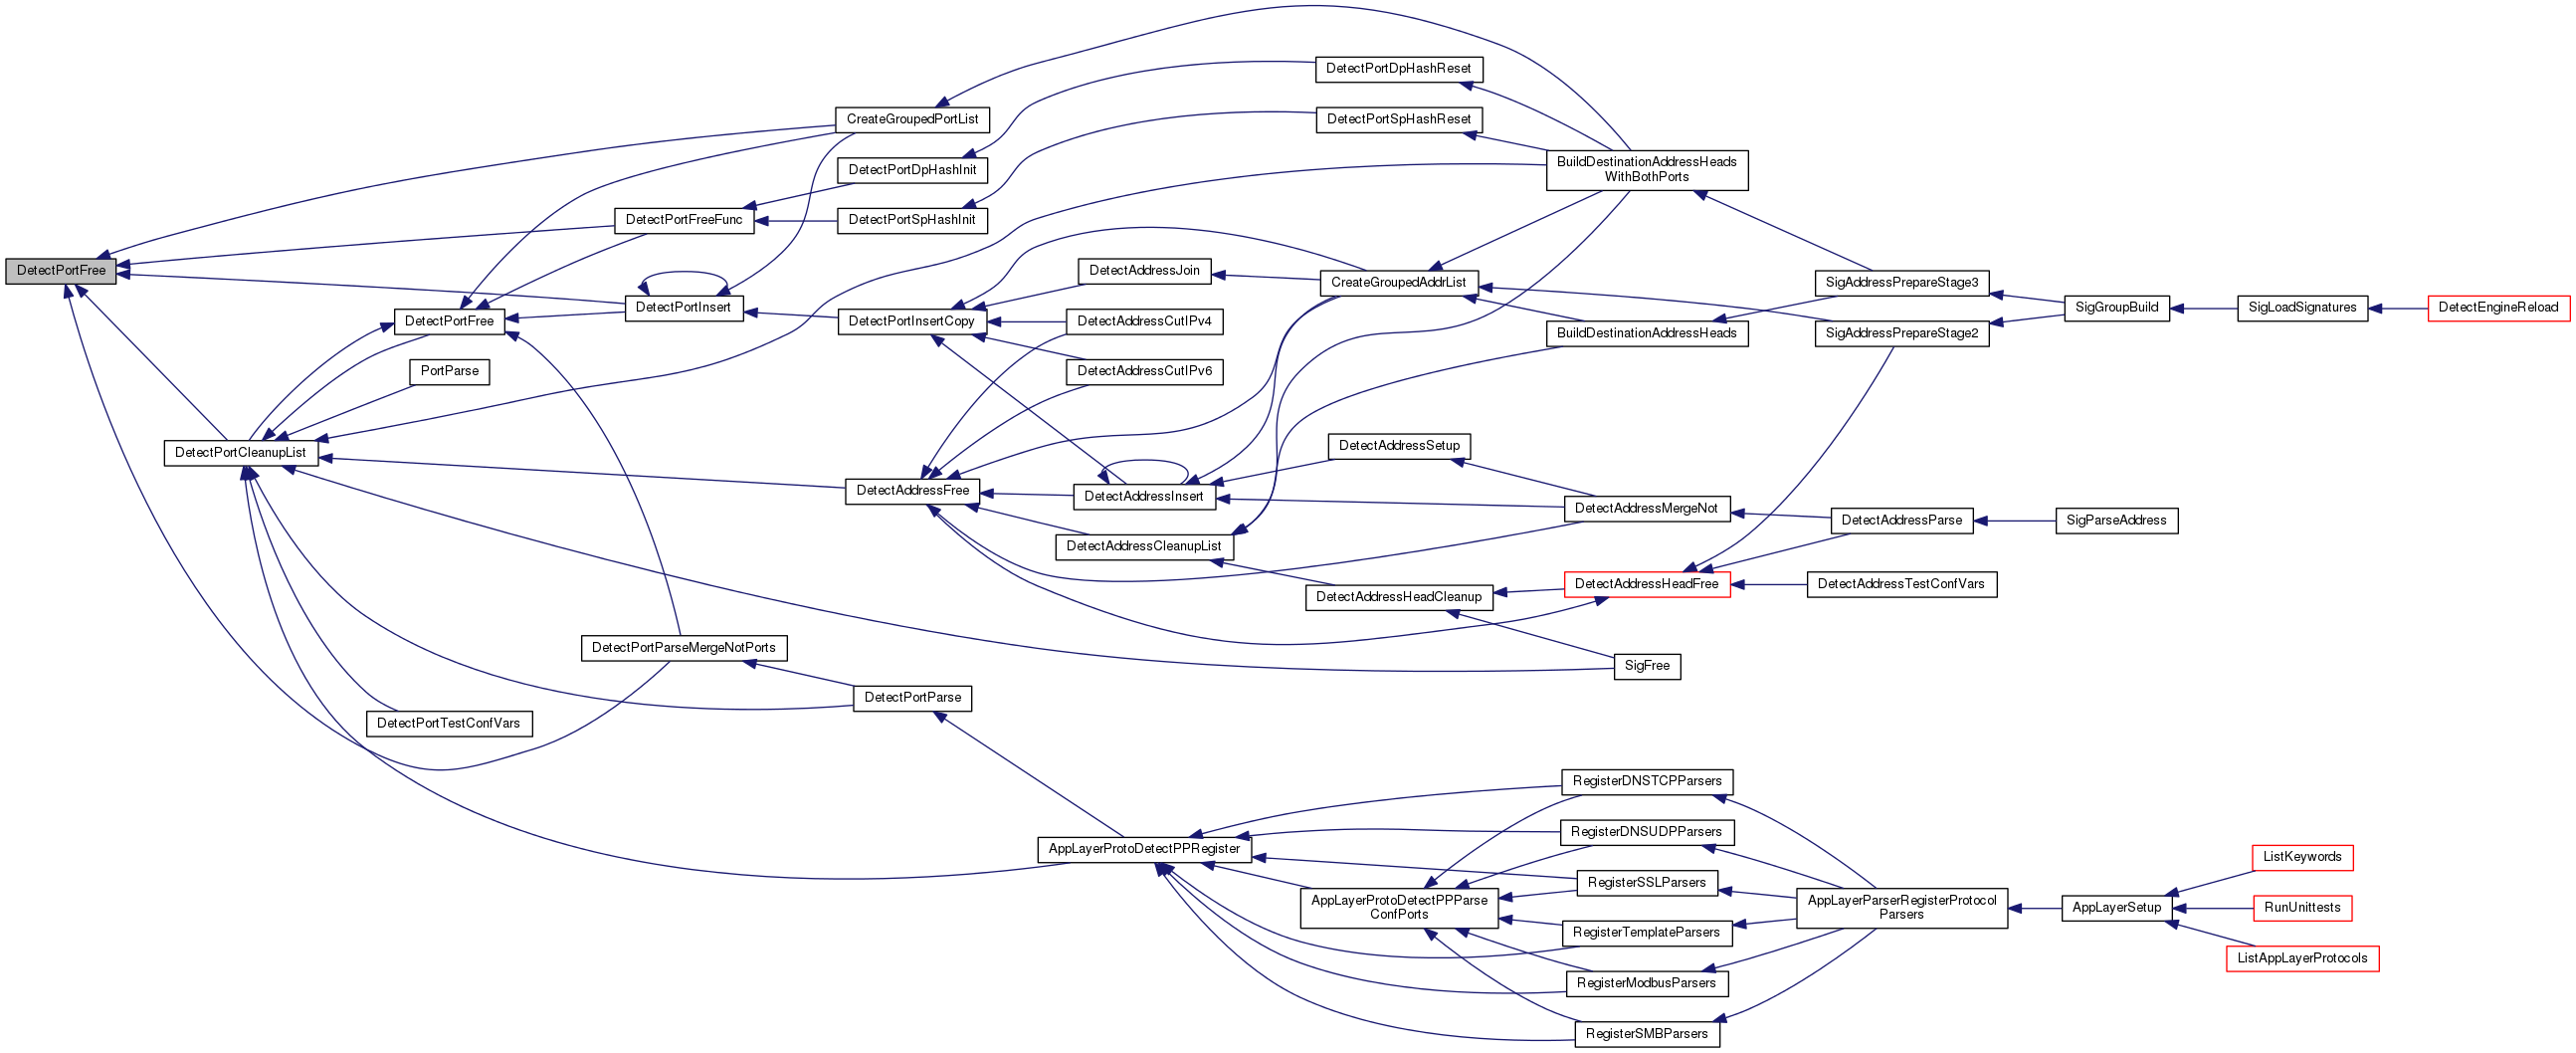 DetectPortFree
DetectPortCleanupList
DetectPortFree
PortParse
DetectPortTestConfVars
DetectPortFreeFunc
DetectPortInsert
DetectPortParseMergeNotPorts
CreateGroupedPortList
DetectPortDpHashInit
DetectPortSpHashInit
DetectPortInsertCopy
DetectAddressFree
DetectPortParse
DetectAddressJoin
DetectAddressCutIPv4
DetectAddressCutIPv6
DetectAddressInsert
DetectAddressCleanupList
AppLayerProtoDetectPPRegister
DetectPortDpHashReset
DetectPortSpHashReset
CreateGroupedAddrList
DetectAddressSetup
DetectAddressHeadCleanup
AppLayerProtoDetectPPParse
ConfPorts
BuildDestinationAddressHeads
WithBothPorts
BuildDestinationAddressHeads
DetectAddressMergeNot
DetectAddressHeadFree
SigFree
RegisterDNSTCPParsers
RegisterDNSUDPParsers
RegisterSSLParsers
RegisterTemplateParsers
RegisterModbusParsers
RegisterSMBParsers
SigAddressPrepareStage3
SigAddressPrepareStage2
DetectAddressParse
DetectAddressTestConfVars
AppLayerParserRegisterProtocol
Parsers
SigGroupBuild
SigParseAddress
AppLayerSetup
SigLoadSignatures
ListKeywords
RunUnittests
ListAppLayerProtocols
DetectEngineReload